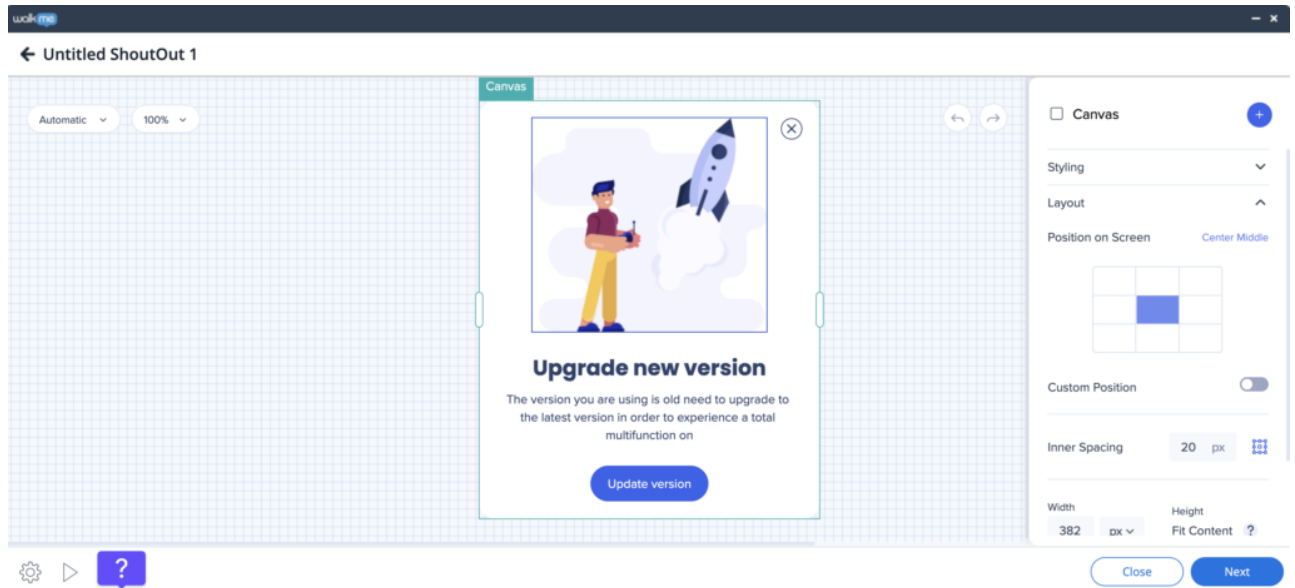 walkme
Untitled ShoutOut 1
Canvas
Automatic
100%
Canvas
+
Styling
Layout
Position on Screen
Center Middle
Upgrade new version
The version you are using is old need to upgrade to
the latest version in order to experience a total
multifunction on
Update version
Custom Position
Inner Spacing
20 px
Width
Height
382 px
Fit Content ?
?
Close
Next